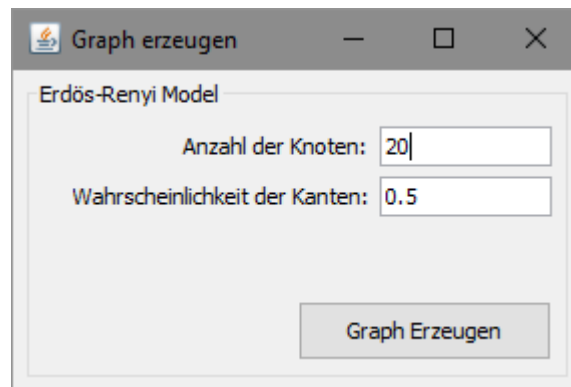 Graph erzeugen
Erdös-Renyi Model
Anzahl der Knoten: 20
Wahrscheinlichkeit der Kanten: 0.5
Graph Erzeugen